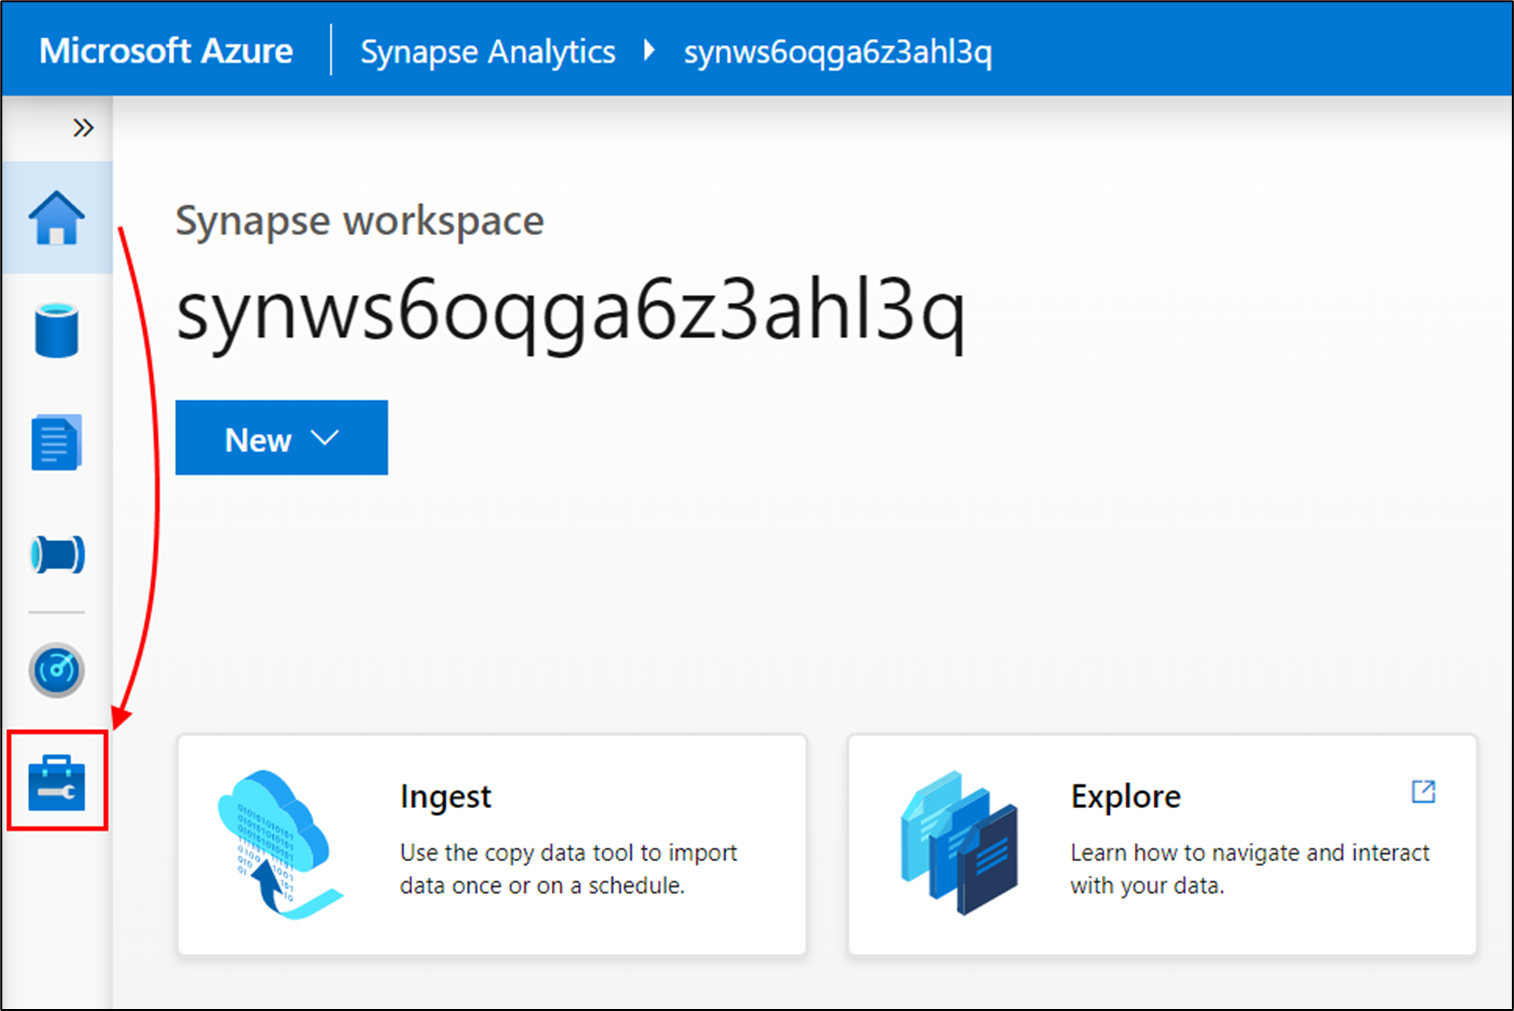 Microsoft Azure
Synapse Analytics
synws6oqga6z3ahl3q
Synapse workspace
synws6oqga6z3ahl3q
New
Ingest
Use the copy data tool to import
data once or on a schedule.
Explore
Learn how to navigate and interact
with your data.